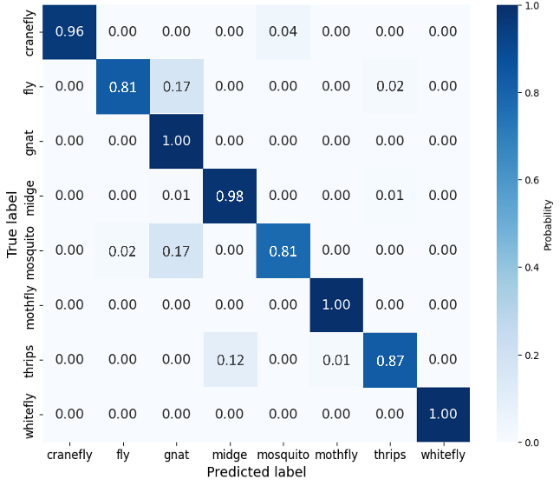 cranefly 0.96 0.00 0.00 0.00 0.04 0.00 0.00 0.00
fly 0.00 0.81 0.17 0.00 0.00 0.00 0.02 0.00
gnat 0.00 0.00 1.00 0.00 0.00 0.00 0.00 0.00
midge 0.00 0.00 0.01 0.98 0.00 0.00 0.01 0.00
mosquito 0.00 0.02 0.17 0.00 0.81 0.00 0.00 0.00
mothfly 0.00 0.00 0.00 0.00 0.00 1.00 0.00 0.00
thrips 0.00 0.00 0.00 0.12 0.00 0.01 0.87 0.00
whitefly 0.00 0.00 0.00 0.00 0.00 0.00 0.00 1.00
cranefly fly gnat midge mosquito mothfly thrips whitefly
Predicted label
True label
1.0
0.8
0.6
0.4
0.2
0.0
Probability